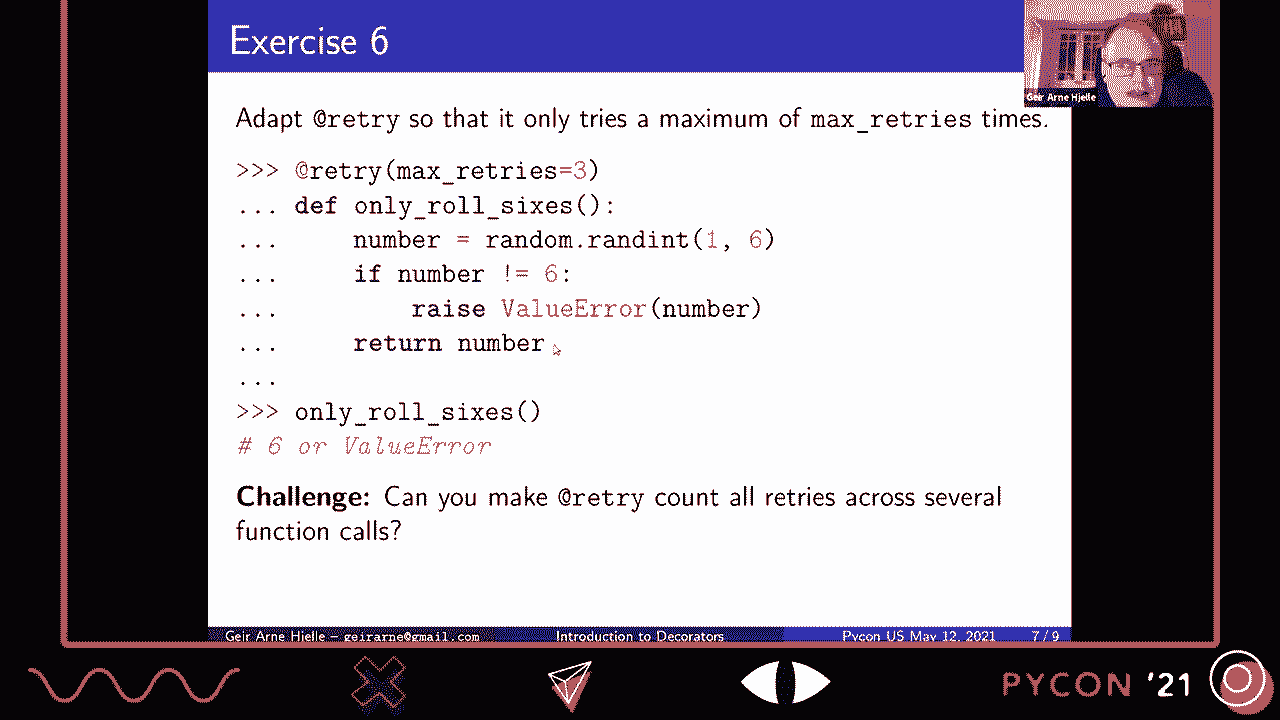 Exercise 6
Geir Arne Hjelle
Adapt @retry so that it only tries a maximum of max_retries times.
>>> @retry(max_retries=3)
... def only_roll_sixes():
...     number = random.randint(1, 6)
...     if number != 6:
...         raise ValueError(number)
...     return number
...
>>> only_roll_sixes()
# 6 or ValueError
Challenge: Can you make @retry count all retries across several
function calls?
Geir Arne Hjelle – geirarne@gmail.com Introduction to Decorators Pycon US May 12, 2021 7 / 9
PYCON '21